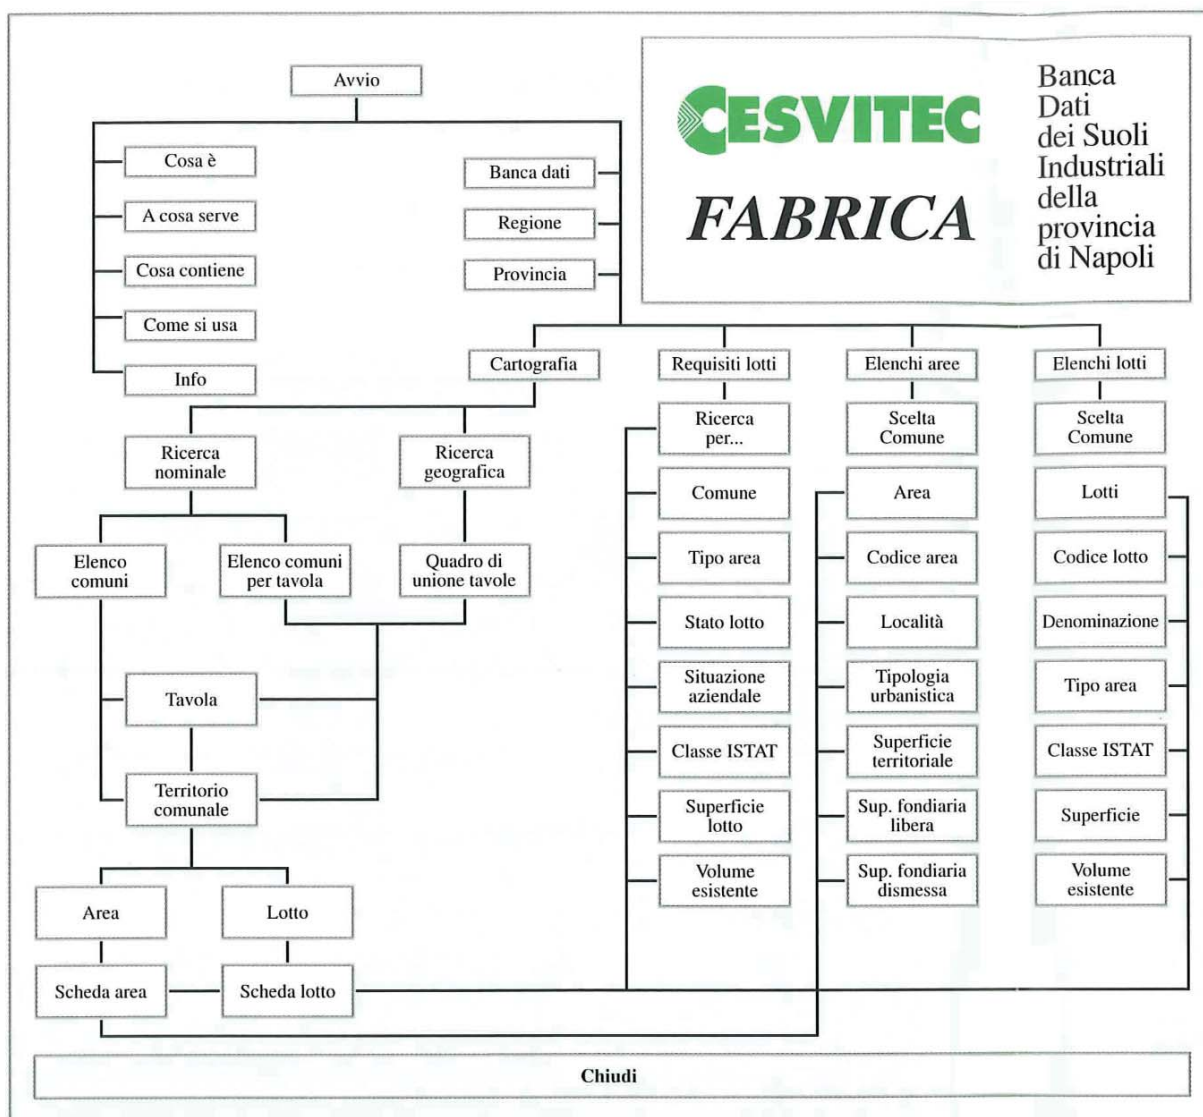 Avvio
CESVITEC
FABRICA
Banca
Dati
dei Suoli
Industriali
della
provincia
di Napoli
Cosa è
A cosa serve
Cosa contiene
Come si usa
Info
Banca dati
Regione
Provincia
Cartografia
Requisiti lotti
Elenchi aree
Elenchi lotti
Ricerca
nominale
Ricerca
geografica
Elenco
comuni
Elenco comuni
per tavola
Quadro di
unione tavole
Tavola
Territorio
comunale
Area
Lotto
Scheda area
Scheda lotto
Ricerca
per...
Comune
Tipo area
Stato lotto
Situazione
aziendale
Classe ISTAT
Superficie
lotto
Volume
esistente
Scelta
Comune
Area
Codice area
Località
Tipologia
urbanistica
Superficie
territoriale
Sup. fondiaria
libera
Sup. fondiaria
dismessa
Scelta
Comune
Lotti
Codice lotto
Denominazione
Tipo area
Classe ISTAT
Superficie
Volume
esistente
Chiudi